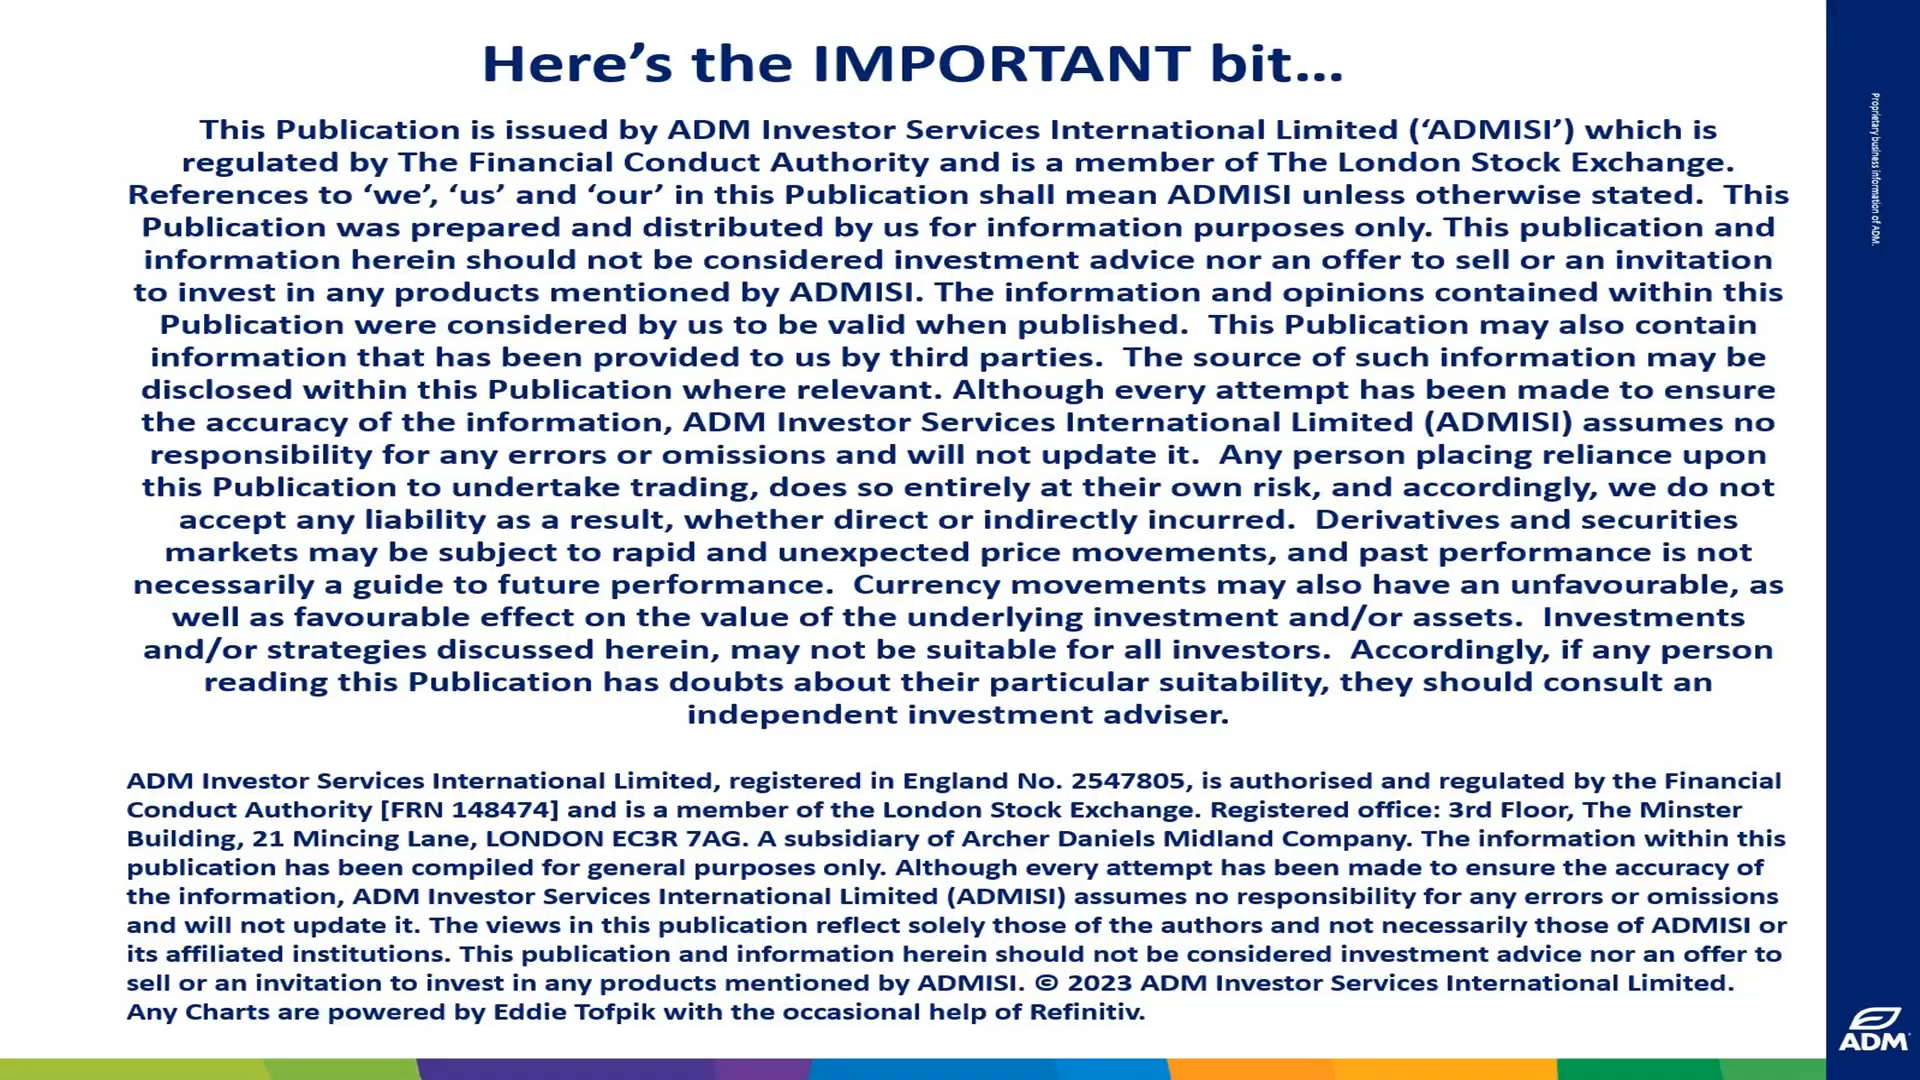 Here’s the IMPORTANT bit...
This Publication is issued by ADM Investor Services International Limited (‘ADMISI’) which is
regulated by The Financial Conduct Authority and is a member of The London Stock Exchange.
References to ‘we’, ‘us’ and ‘our’ in this Publication shall mean ADMISI unless otherwise stated.  This
Publication was prepared and distributed by us for information purposes only. This publication and
information herein should not be considered investment advice nor an offer to sell or an invitation
to invest in any products mentioned by ADMISI. The information and opinions contained within this
Publication were considered by us to be valid when published.  This Publication may also contain
information that has been provided to us by third parties.  The source of such information may be
disclosed within this Publication where relevant. Although every attempt has been made to ensure
the accuracy of the information, ADM Investor Services International Limited (ADMISI) assumes no
responsibility for any errors or omissions and will not update it.  Any person placing reliance upon
this Publication to undertake trading, does so entirely at their own risk, and accordingly, we do not
accept any liability as a result, whether direct or indirectly incurred.  Derivatives and securities
markets may be subject to rapid and unexpected price movements, and past performance is not
necessarily a guide to future performance.  Currency movements may also have an unfavourable, as
well as favourable effect on the value of the underlying investment and/or assets.  Investments
and/or strategies discussed herein, may not be suitable for all investors.  Accordingly, if any person
reading this Publication has doubts about their particular suitability, they should consult an
independent investment adviser.
ADM Investor Services International Limited, registered in England No. 2547805, is authorised and regulated by the Financial
Conduct Authority [FRN 148474] and is a member of the London Stock Exchange. Registered office: 3rd Floor, The Minster
Building, 21 Mincing Lane, LONDON EC3R 7AG. A subsidiary of Archer Daniels Midland Company. The information within this
publication has been compiled for general purposes only. Although every attempt has been made to ensure the accuracy of
the information, ADM Investor Services International Limited (ADMISI) assumes no responsibility for any errors or omissions
and will not update it. The views in this publication reflect solely those of the authors and not necessarily those of ADMISI or
its affiliated institutions. This publication and information herein should not be considered investment advice nor an offer to
sell or an invitation to invest in any products mentioned by ADMISI. © 2023 ADM Investor Services International Limited.
Any Charts are powered by Eddie Tofpik with the occasional help of Refinitiv.
Proprietary business information of ADM.
ADM